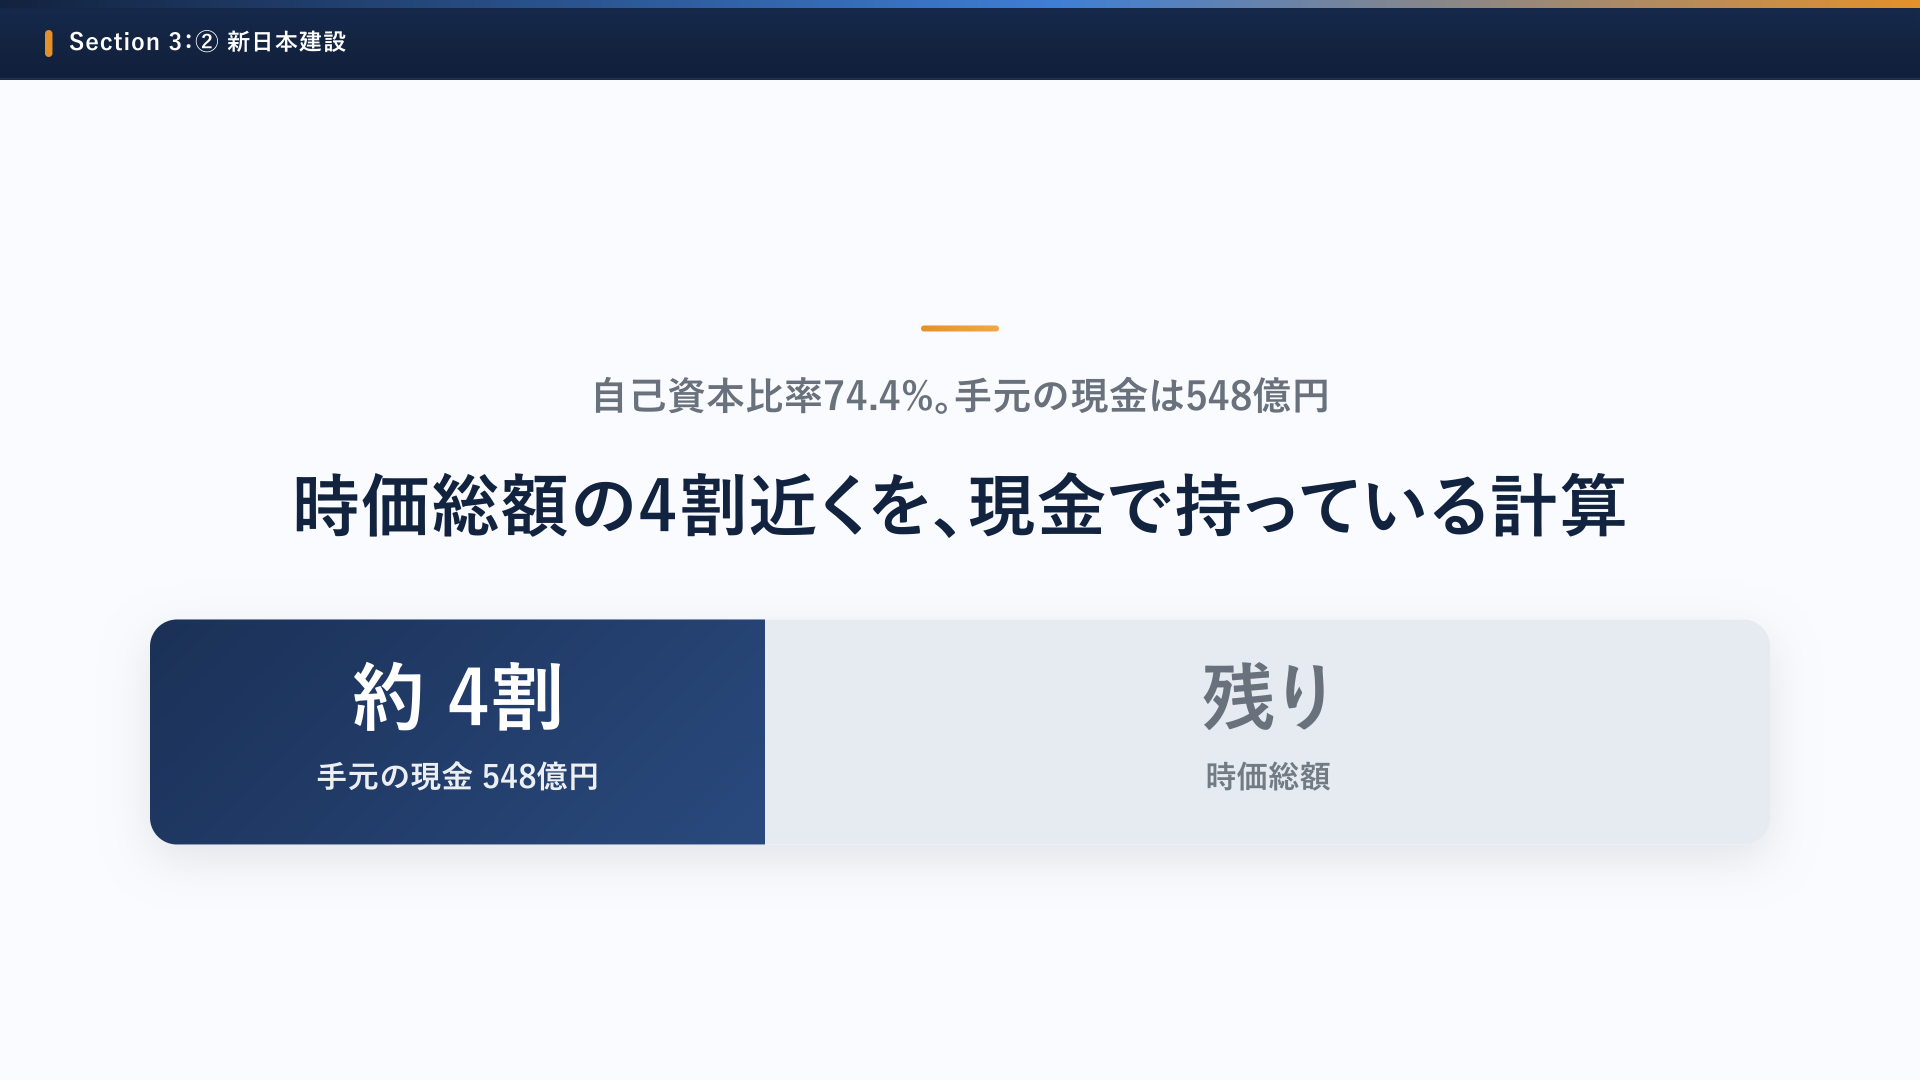 Section 3：② 新日本建設
自己資本比率74.4%。手元の現金は548億円
時価総額の4割近くを、現金で持っている計算
約 4割
手元の現金 548億円
残り
時価総額